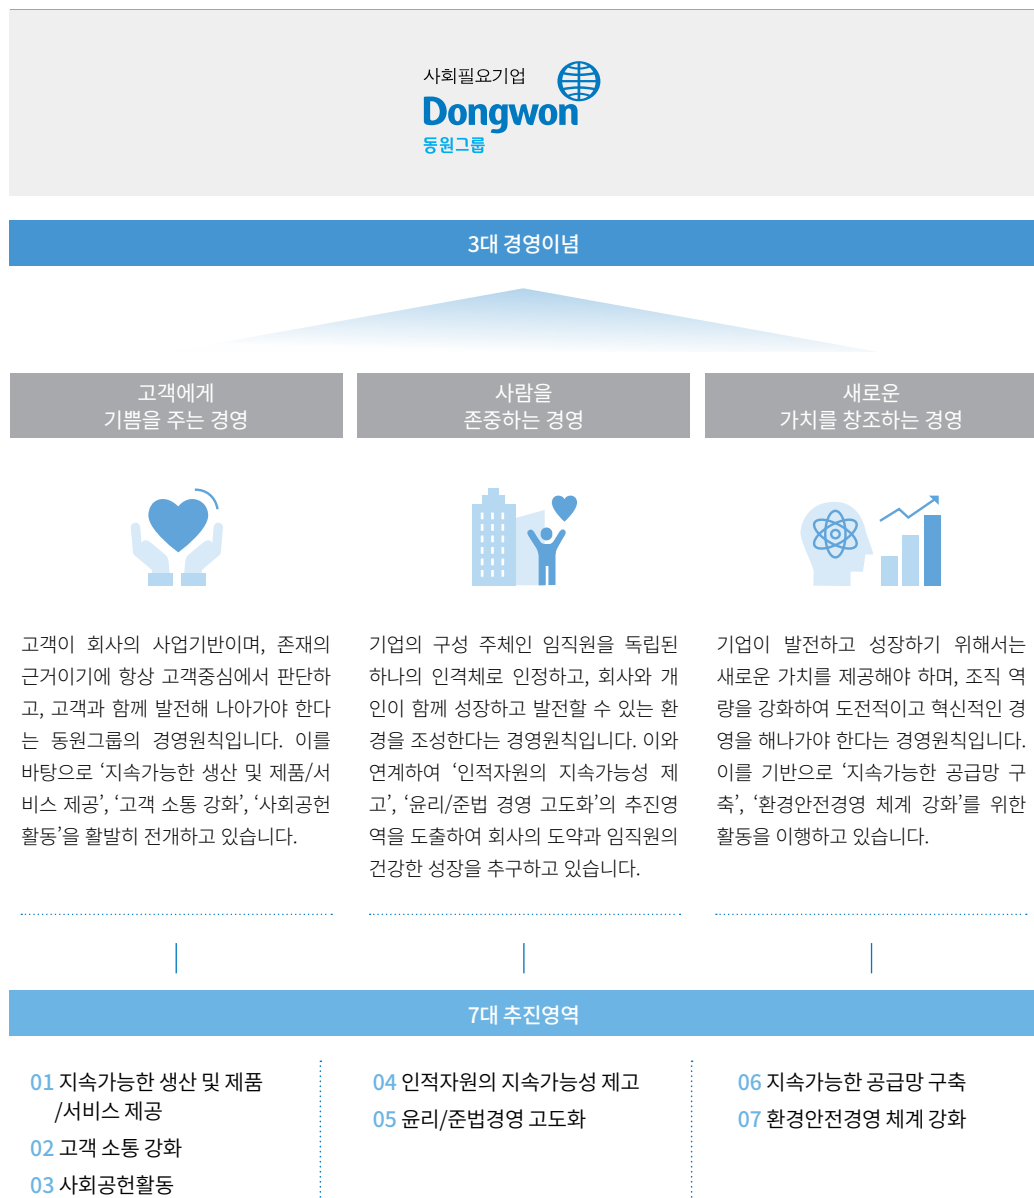 사회필요기업
Dongwon
동원그룹
3대 경영이념
고객에게
기쁨을 주는 경영
사람을
존중하는 경영
새로운
가치를 창조하는 경영
고객이 회사의 사업기반이며, 존재의
근거이기에 항상 고객중심에서 판단하
고, 고객과 함께 발전해 나아가야 한다
는 동원그룹의 경영원칙입니다. 이를
바탕으로 ‘지속가능한 생산 및 제품/서
비스 제공’, ‘고객 소통 강화’, ‘사회공헌
활동’을 활발히 전개하고 있습니다.
기업의 구성 주체인 임직원을 독립된
하나의 인격체로 인정하고, 회사와 개
인이 함께 성장하고 발전할 수 있는 환
경을 조성한다는 경영원칙입니다. 이와
연계하여 ‘인적자원의 지속가능성 제
고’, ‘윤리/준법 경영 고도화’의 추진영
역을 도출하여 회사의 도약과 임직원의
건강한 성장을 추구하고 있습니다.
기업이 발전하고 성장하기 위해서는
새로운 가치를 제공해야 하며, 조직 역
량을 강화하여 도전적이고 혁신적인 경
영을 해나가야 한다는 경영원칙입니다.
이를 기반으로 ‘지속가능한 공급망 구
축’, ‘환경안전경영 체계 강화’를 위한
활동을 이행하고 있습니다.
7대 추진영역
01 지속가능한 생산 및 제품
/서비스 제공
02 고객 소통 강화
03 사회공헌활동
04 인적자원의 지속가능성 제고
05 윤리/준법경영 고도화
06 지속가능한 공급망 구축
07 환경안전경영 체계 강화